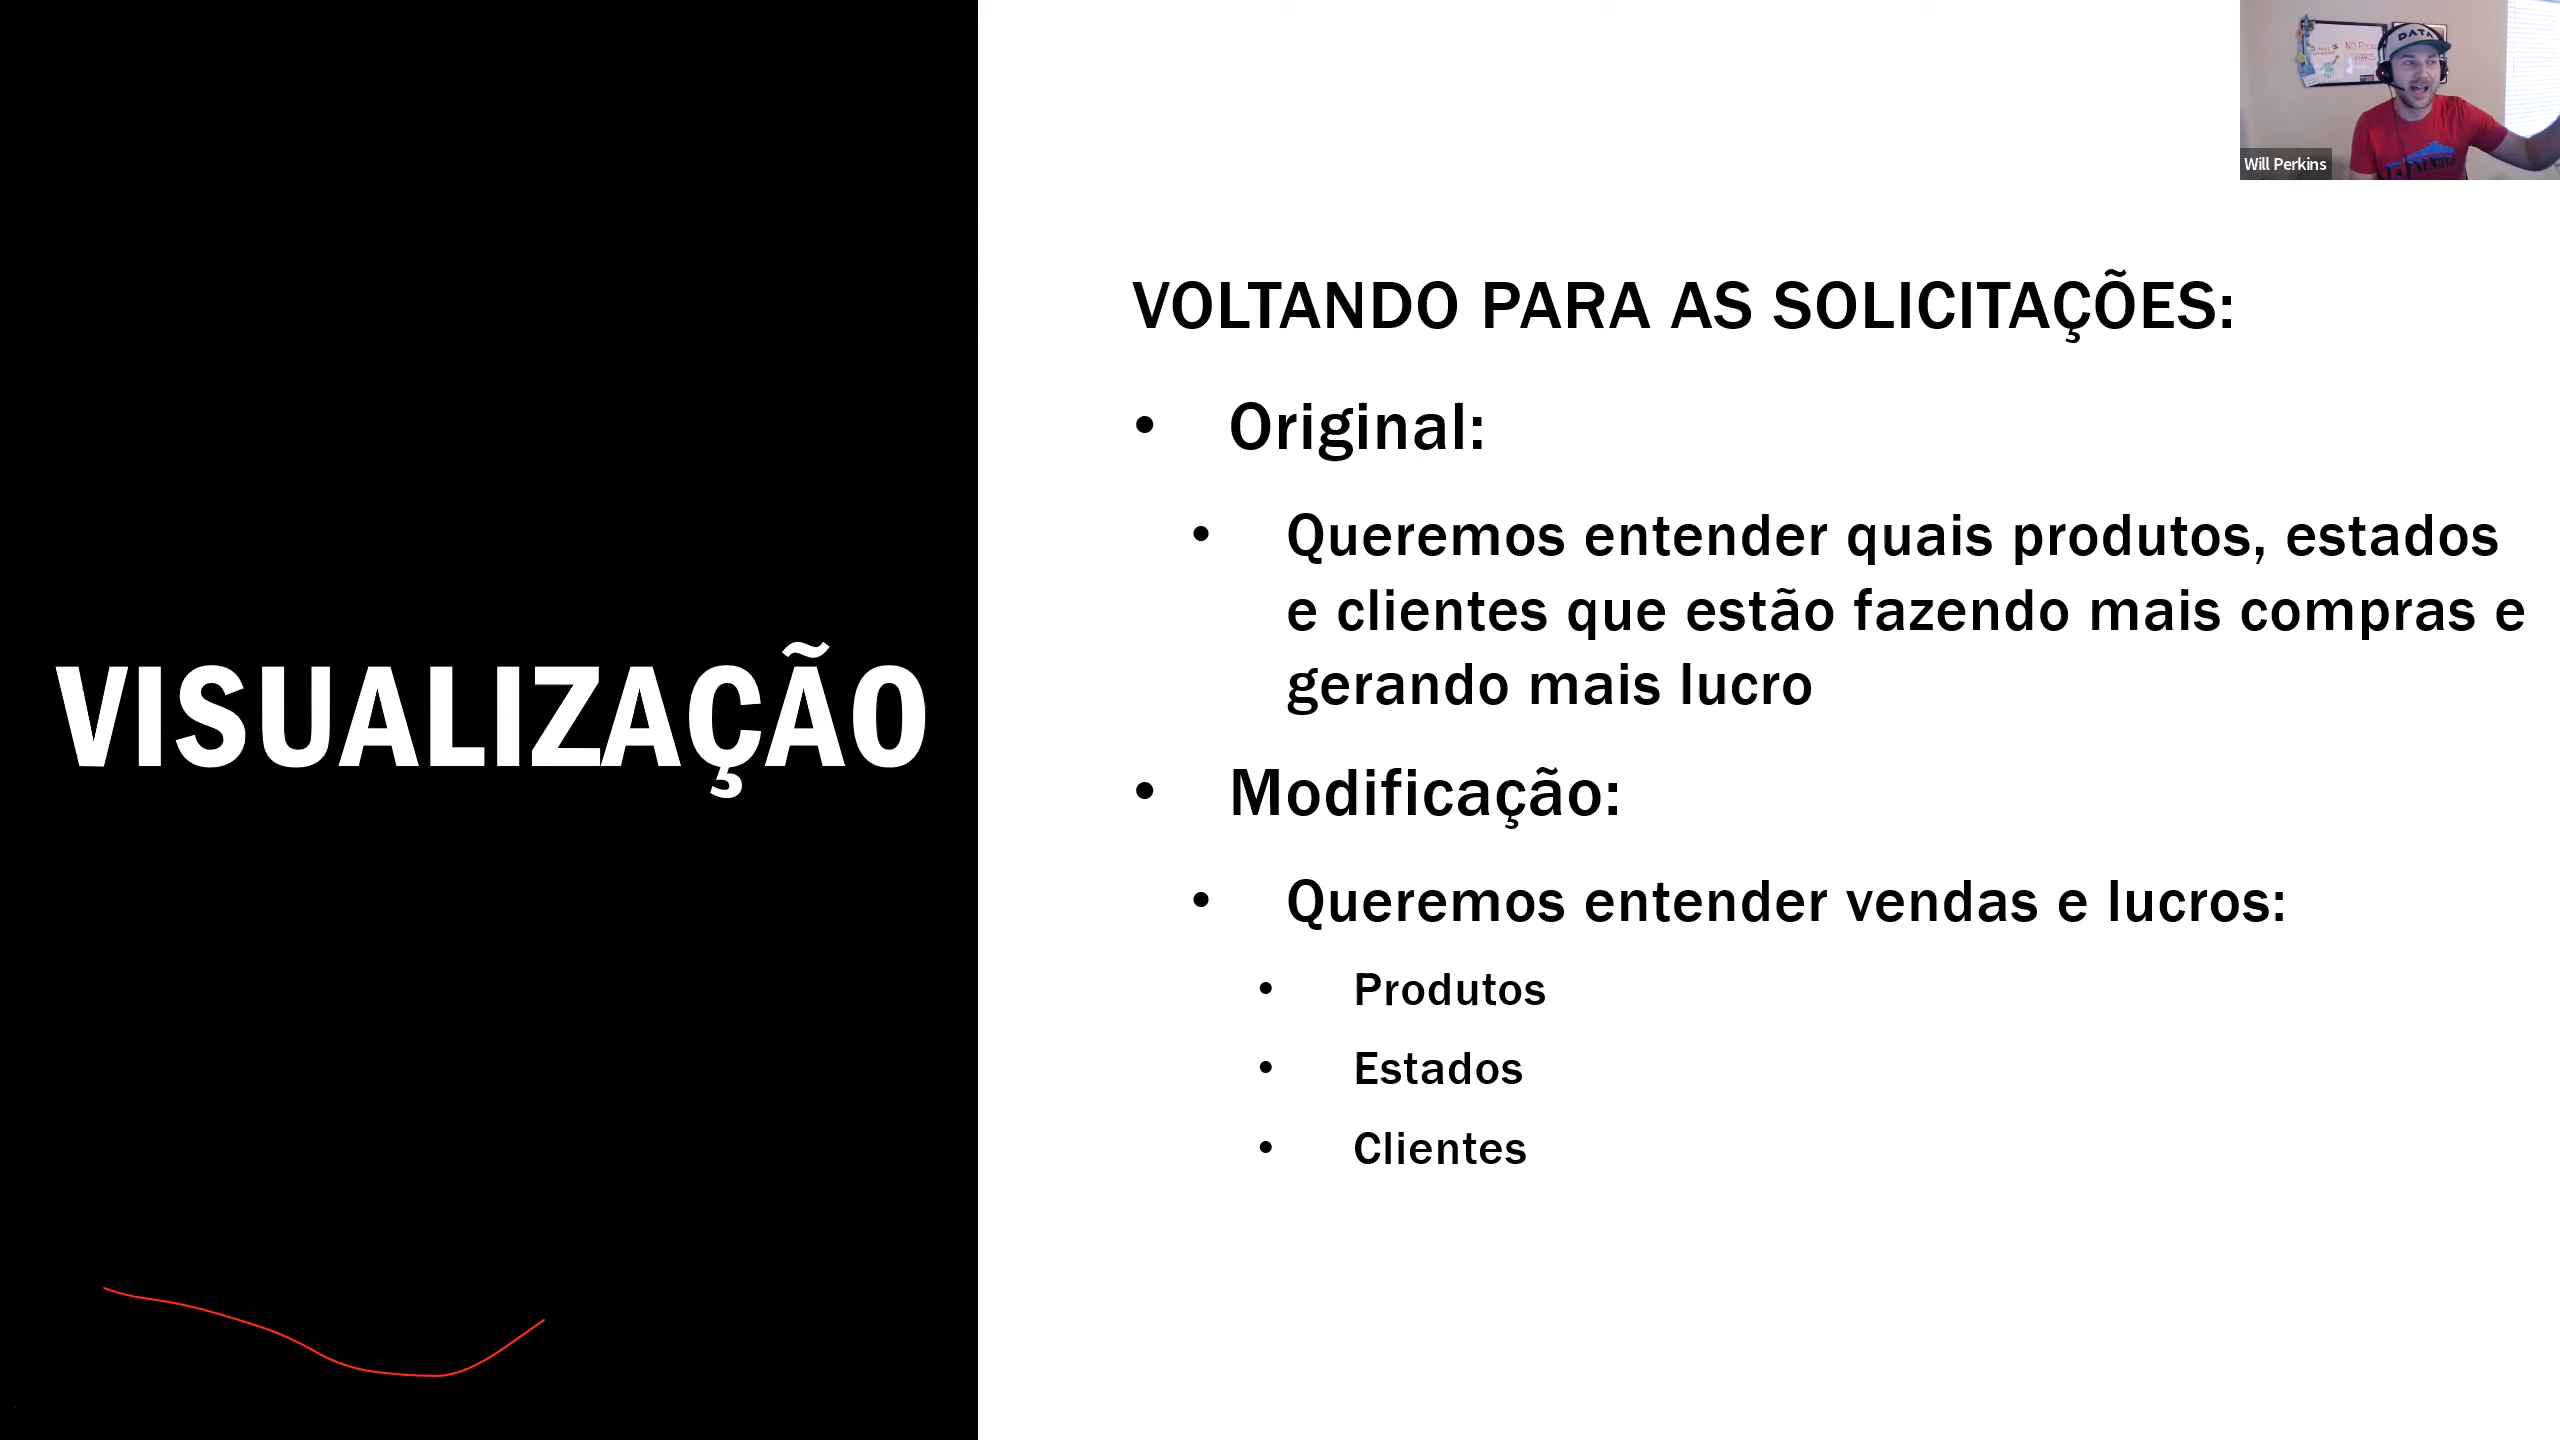 VISUALIZAÇÃO
VOLTANDO PARA AS SOLICITAÇÕES:
• Original:
• Queremos entender quais produtos, estados
e clientes que estão fazendo mais compras e
gerando mais lucro
• Modificação:
• Queremos entender vendas e lucros:
• Produtos
• Estados
• Clientes
DATA
Will Perkins